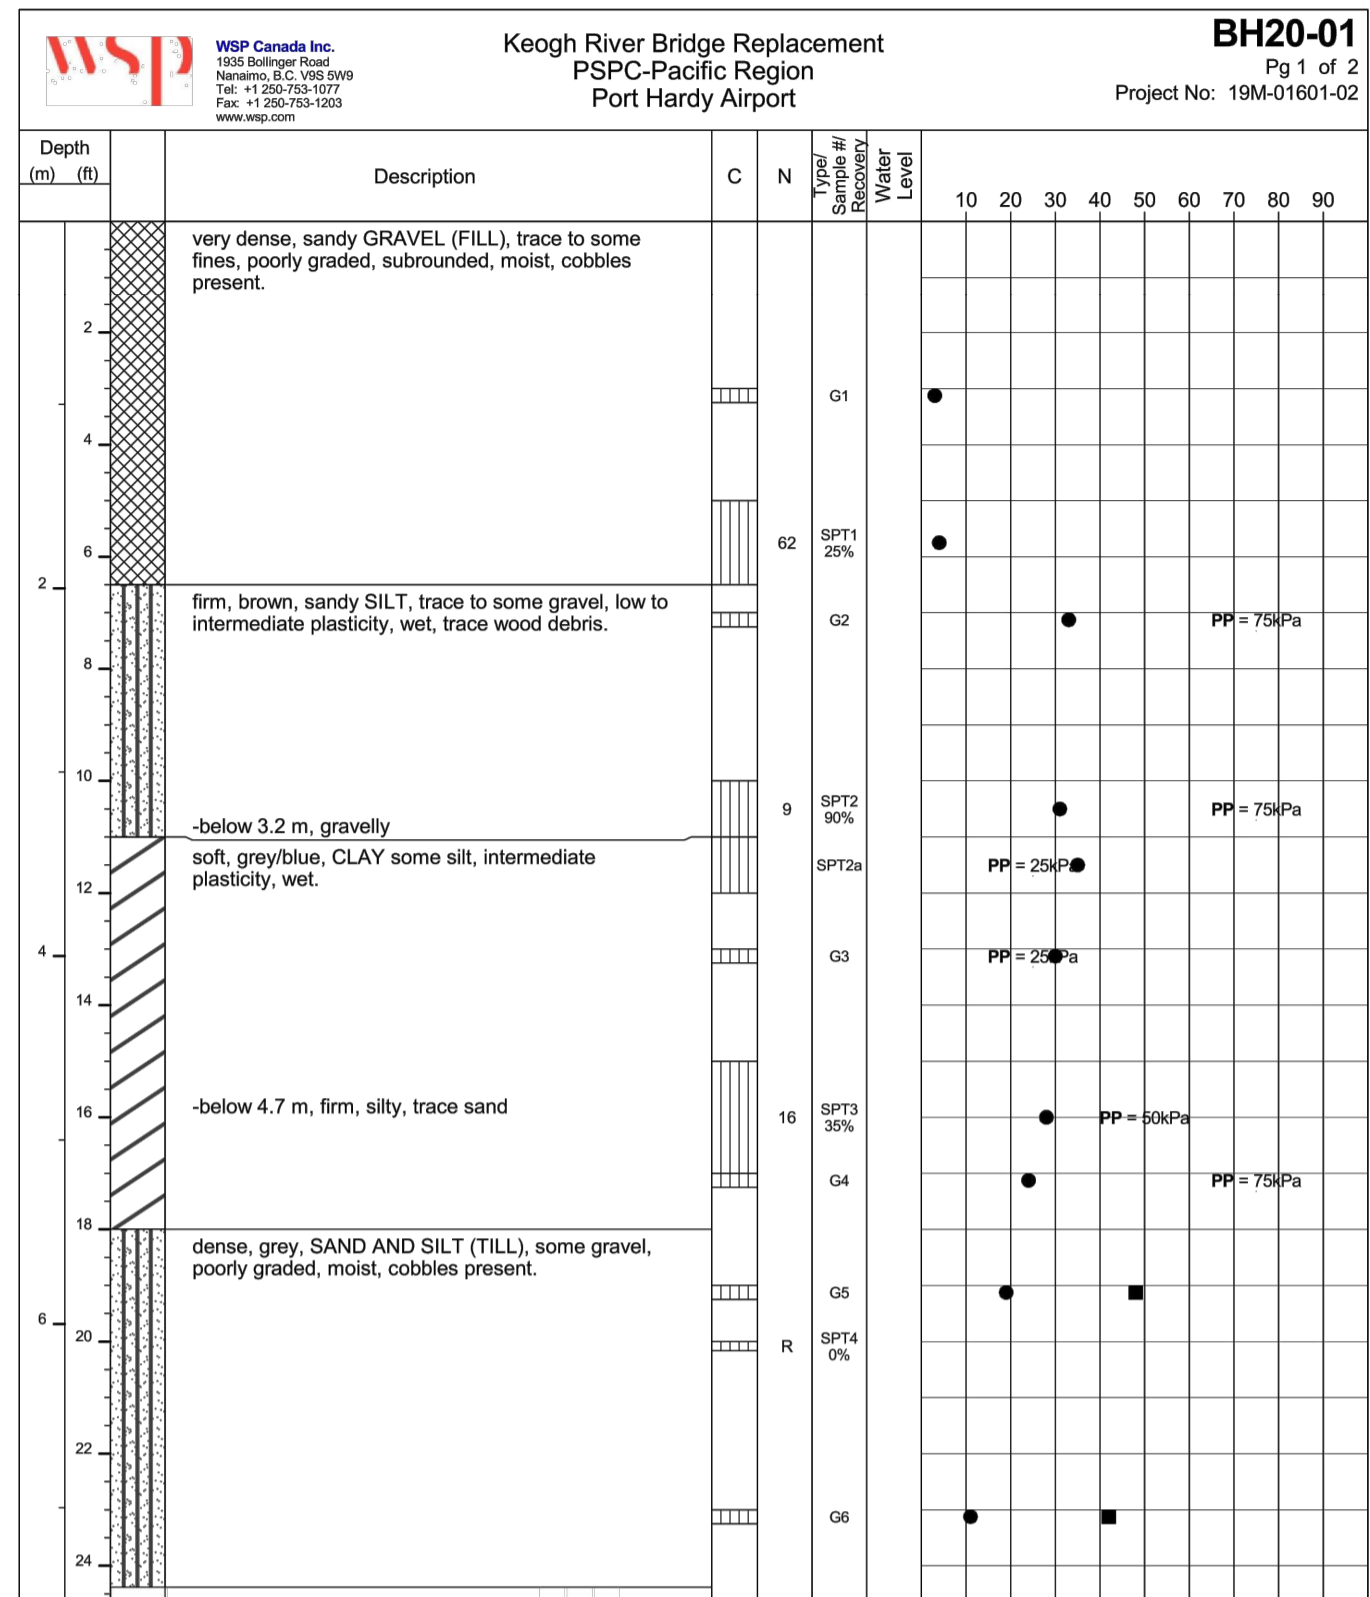 wsp
WSP Canada Inc.
1935 Bollinger Road
Nanaimo, B.C. V9S 5W9
Tel: +1 250-753-1077
Fax: +1 250-753-1203
www.wsp.com
Keogh River Bridge Replacement
PSPC-Pacific Region
Port Hardy Airport
BH20-01
Pg 1 of 2
Project No: 19M-01601-02
Depth
(m) (ft)
Description
C
N
Type/
Sample #/
Recovery
Water
Level
10 20 30 40 50 60 70 80 90
very dense, sandy GRAVEL (FILL), trace to some
fines, poorly graded, subrounded, moist, cobbles
present.
2
G1
4
62
SPT1
25%
6
2
firm, brown, sandy SILT, trace to some gravel, low to
intermediate plasticity, wet, trace wood debris.
G2
PP = 75kPa
8
10
9
SPT2
90%
PP = 75kPa
-below 3.2 m, gravelly
soft, grey/blue, CLAY some silt, intermediate
plasticity, wet.
SPT2a
PP = 25kPa
12
4
G3
PP = 25kPa
14
-below 4.7 m, firm, silty, trace sand
16
16
SPT3
35%
PP = 50kPa
G4
PP = 75kPa
18
dense, grey, SAND AND SILT (TILL), some gravel,
poorly graded, moist, cobbles present.
G5
6
20
R
SPT4
0%
22
G6
24